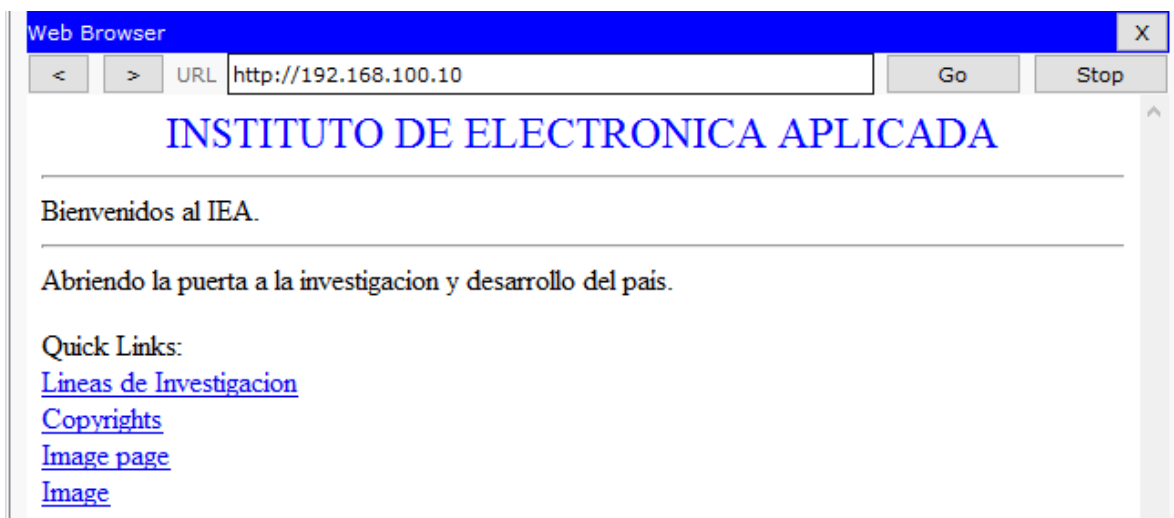 Web Browser X
< > URL http://192.168.100.10 Go Stop
INSTITUTO DE ELECTRONICA APLICADA
Bienvenidos al IEA.
Abriendo la puerta a la investigacion y desarrollo del pais.
Quick Links:
Lineas de Investigacion
Copyrights
Image page
Image